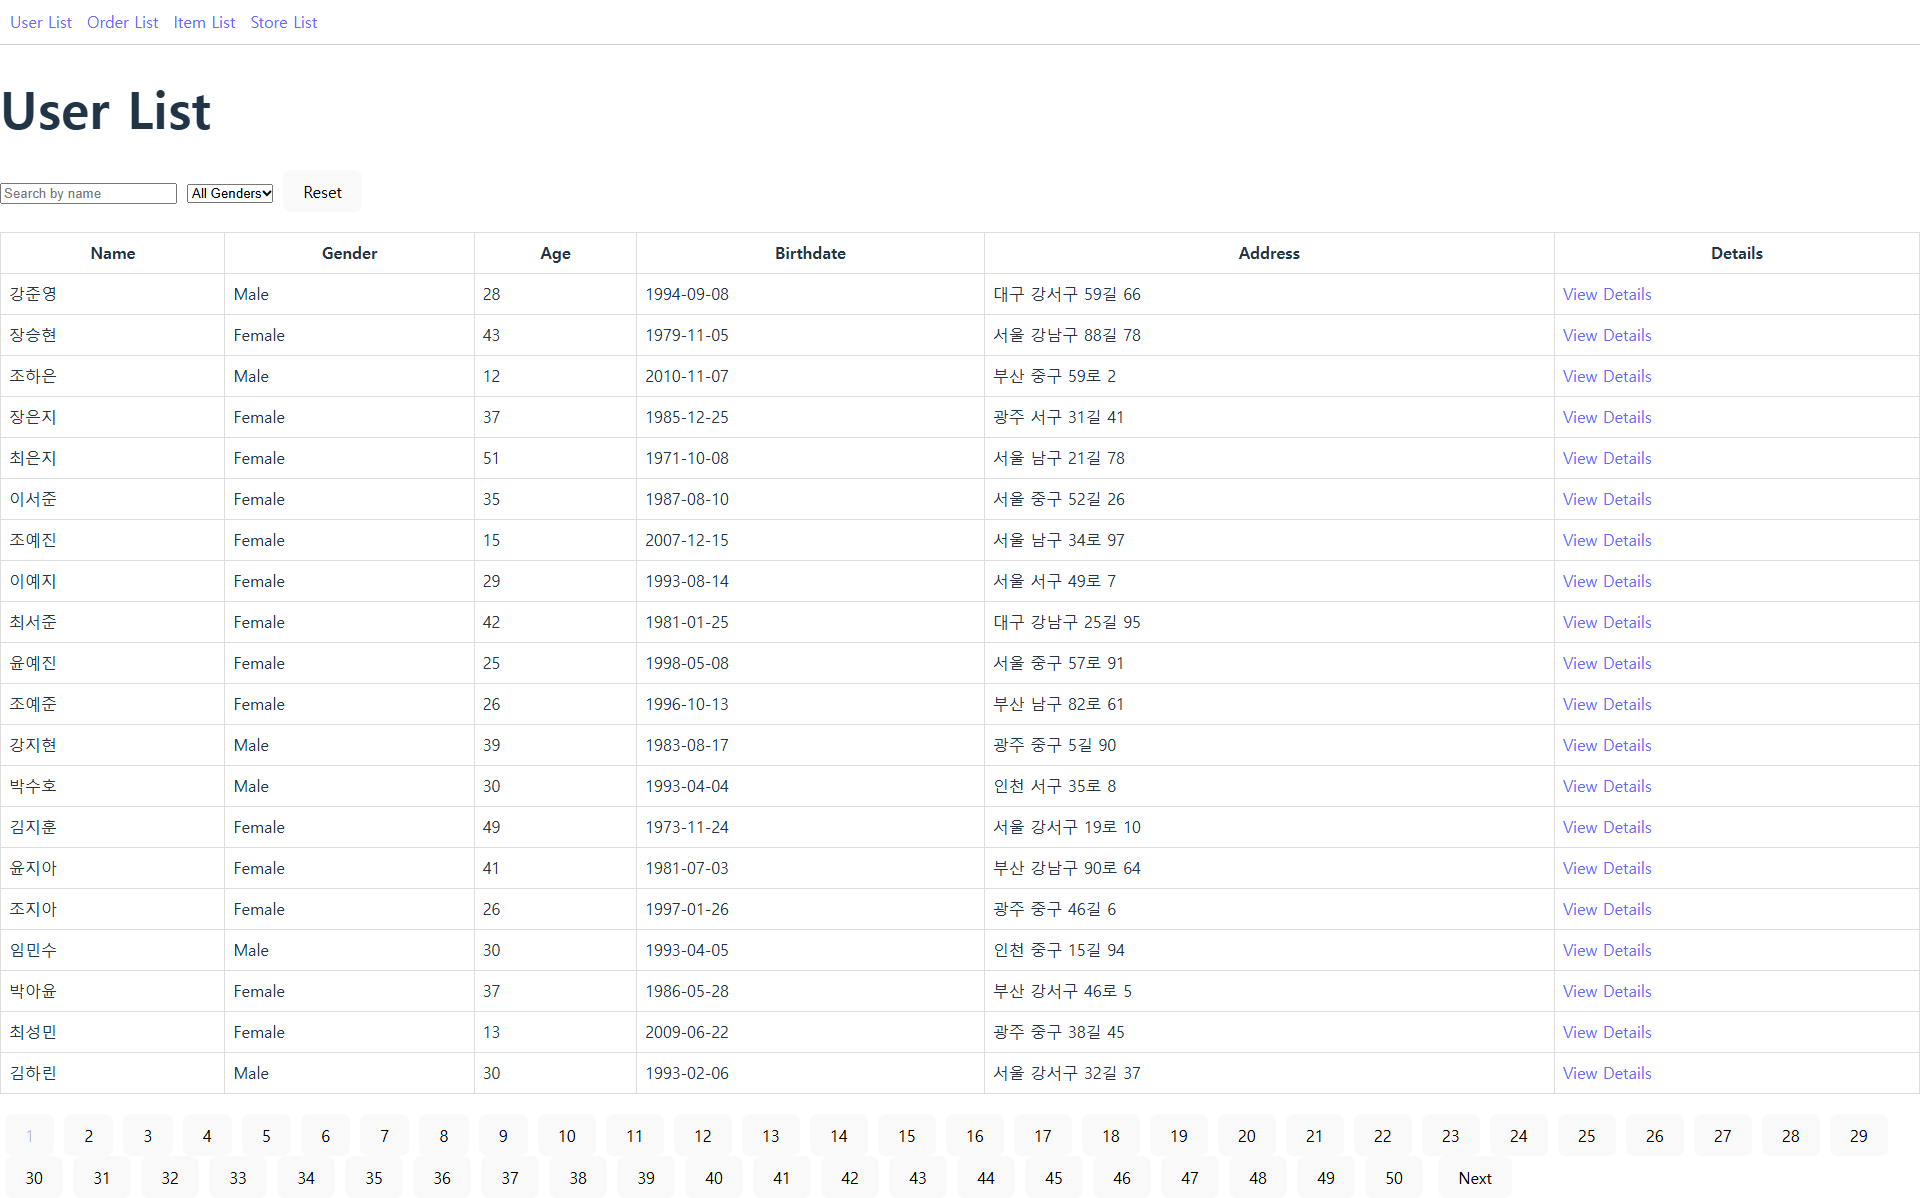 User List Order List Item List Store List
User List
Search by name All Genders Reset
Name Gender Age Birthdate Address Details
강준영 Male 28 1994-09-08 대구 강서구 59길 66 View Details
장승현 Female 43 1979-11-05 서울 강남구 88길 78 View Details
조하은 Male 12 2010-11-07 부산 중구 59로 2 View Details
장은지 Female 37 1985-12-25 광주 서구 31길 41 View Details
최은지 Female 51 1971-10-08 서울 남구 21길 78 View Details
이서준 Female 35 1987-08-10 서울 중구 52길 26 View Details
조예진 Female 15 2007-12-15 서울 남구 34로 97 View Details
이예지 Female 29 1993-08-14 서울 서구 49로 7 View Details
최서준 Female 42 1981-01-25 대구 강남구 25길 95 View Details
윤예진 Female 25 1998-05-08 서울 중구 57로 91 View Details
조예준 Female 26 1996-10-13 부산 남구 82로 61 View Details
강지현 Male 39 1983-08-17 광주 중구 5길 90 View Details
박수호 Male 30 1993-04-04 인천 서구 35로 8 View Details
김지훈 Female 49 1973-11-24 서울 강서구 19로 10 View Details
윤지아 Female 41 1981-07-03 부산 강남구 90로 64 View Details
조지아 Female 26 1997-01-26 광주 중구 46길 6 View Details
임민수 Male 30 1993-04-05 인천 중구 15길 94 View Details
박아윤 Female 37 1986-05-28 부산 강서구 46로 5 View Details
최성민 Female 13 2009-06-22 광주 중구 38길 45 View Details
김하린 Male 30 1993-02-06 서울 강서구 32길 37 View Details
1 2 3 4 5 6 7 8 9 10 11 12 13 14 15 16 17 18 19 20 21 22 23 24 25 26 27 28 29
30 31 32 33 34 35 36 37 38 39 40 41 42 43 44 45 46 47 48 49 50 Next